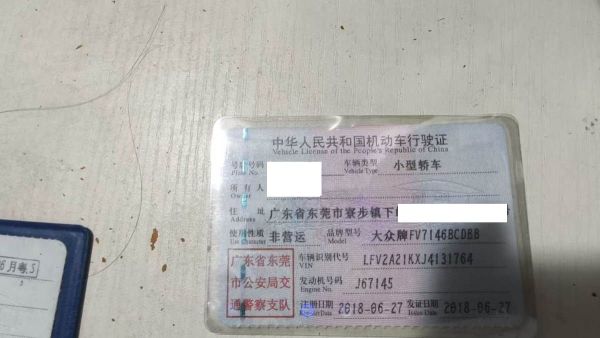 中华人民共和国机动车行驶证
Vehicle License of the People's Republic of China
号牌号码
Plate No.
车辆类型 小型轿车
Vehicle Type
所有人
Owner
住 址 广东省东莞市寮步镇下
Address
使用性质 非营运 品牌型号 大众牌FV7146BCDBB
Use Character Model
广东省东莞
市公安局交
通警察支队
车辆识别代号 LFV2A21KXJ4131764
VIN
发动机号码 J67145
Engine No.
注册日期 2018-06-27 发证日期 2018-06-27
Register Date Issue Date
6月粤S